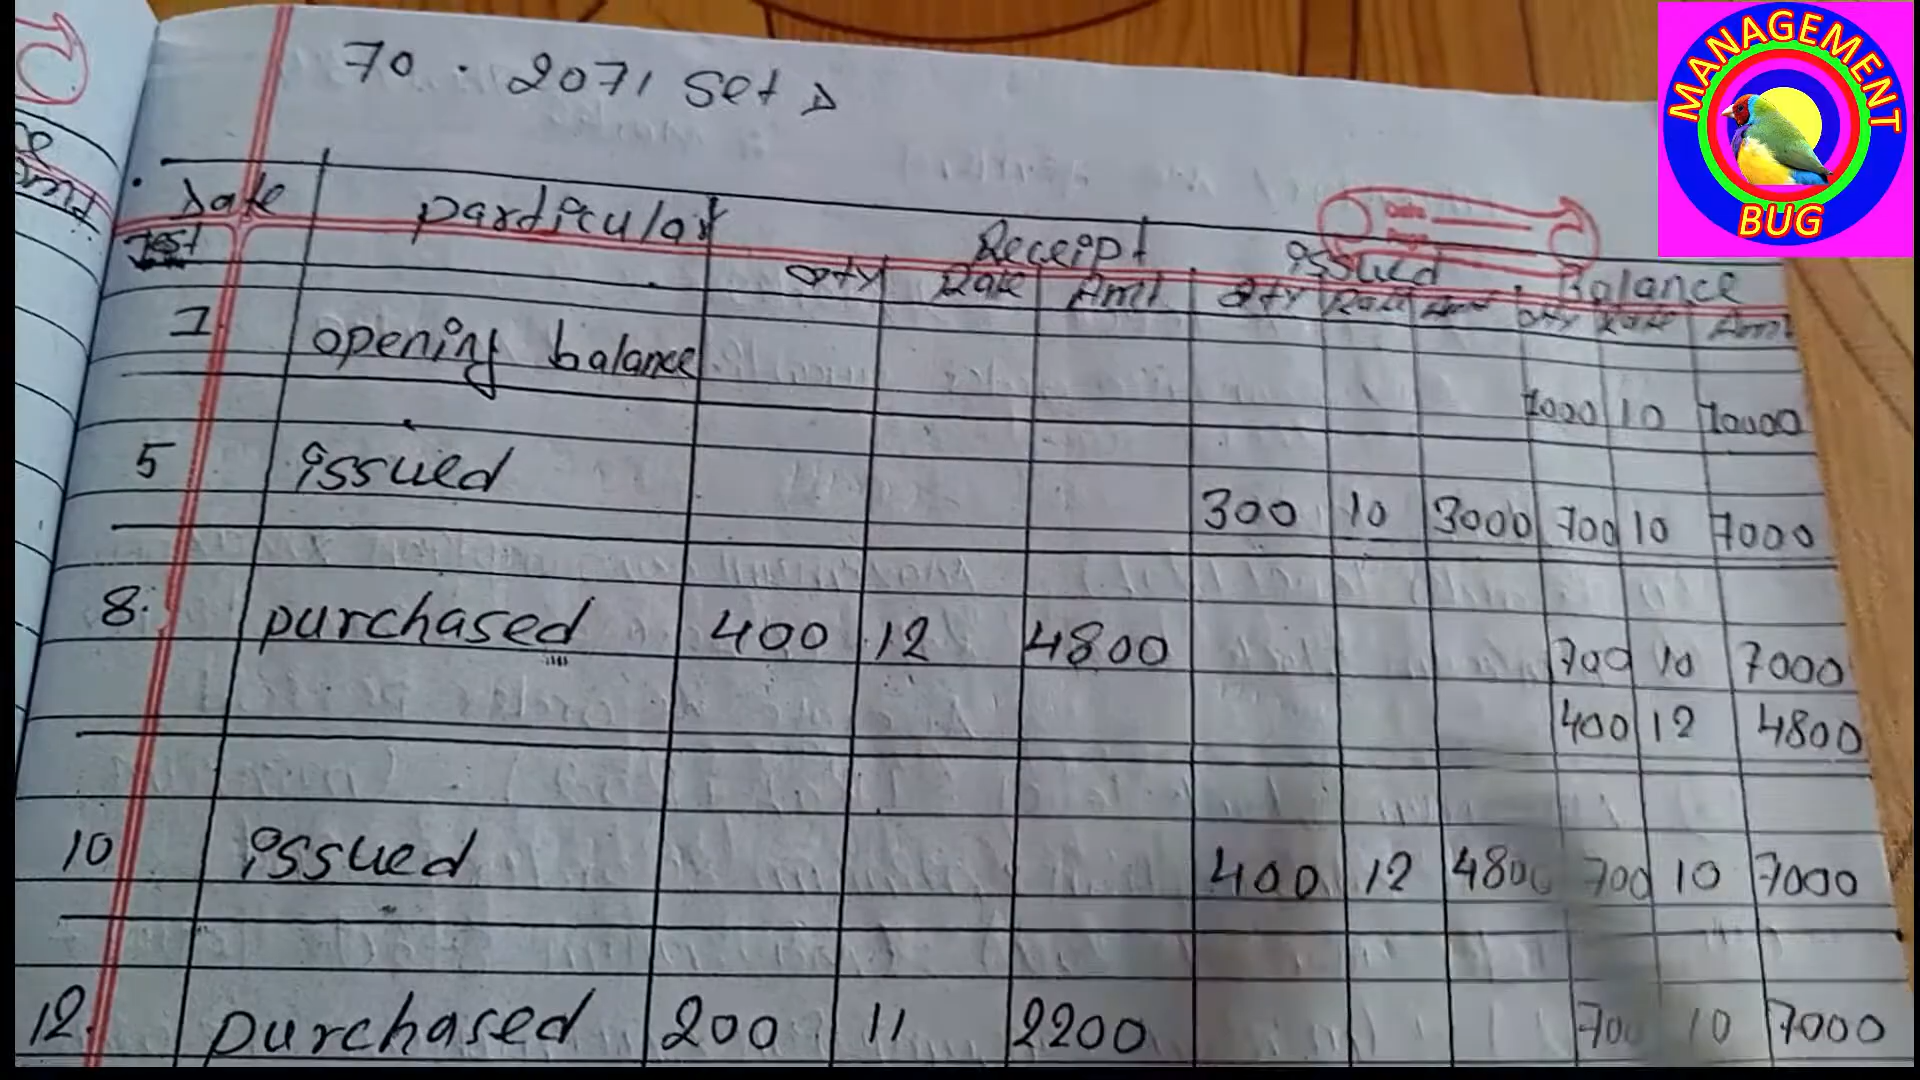 MANAGEMENT
BUG
70. 2071 Set D
Date particular Receipt issued Balance
Qty Rate Amt Qty Rate Amt Qty Rate Amt
1 opening balance 1000 10 10000
5 issued 300 10 3000 700 10 7000
8. purchased 400 12 4800 700 10 7000
400 12 4800
10 issued 400 12 4800 700 10 7000
12. purchased 200 11 2200 700 10 7000